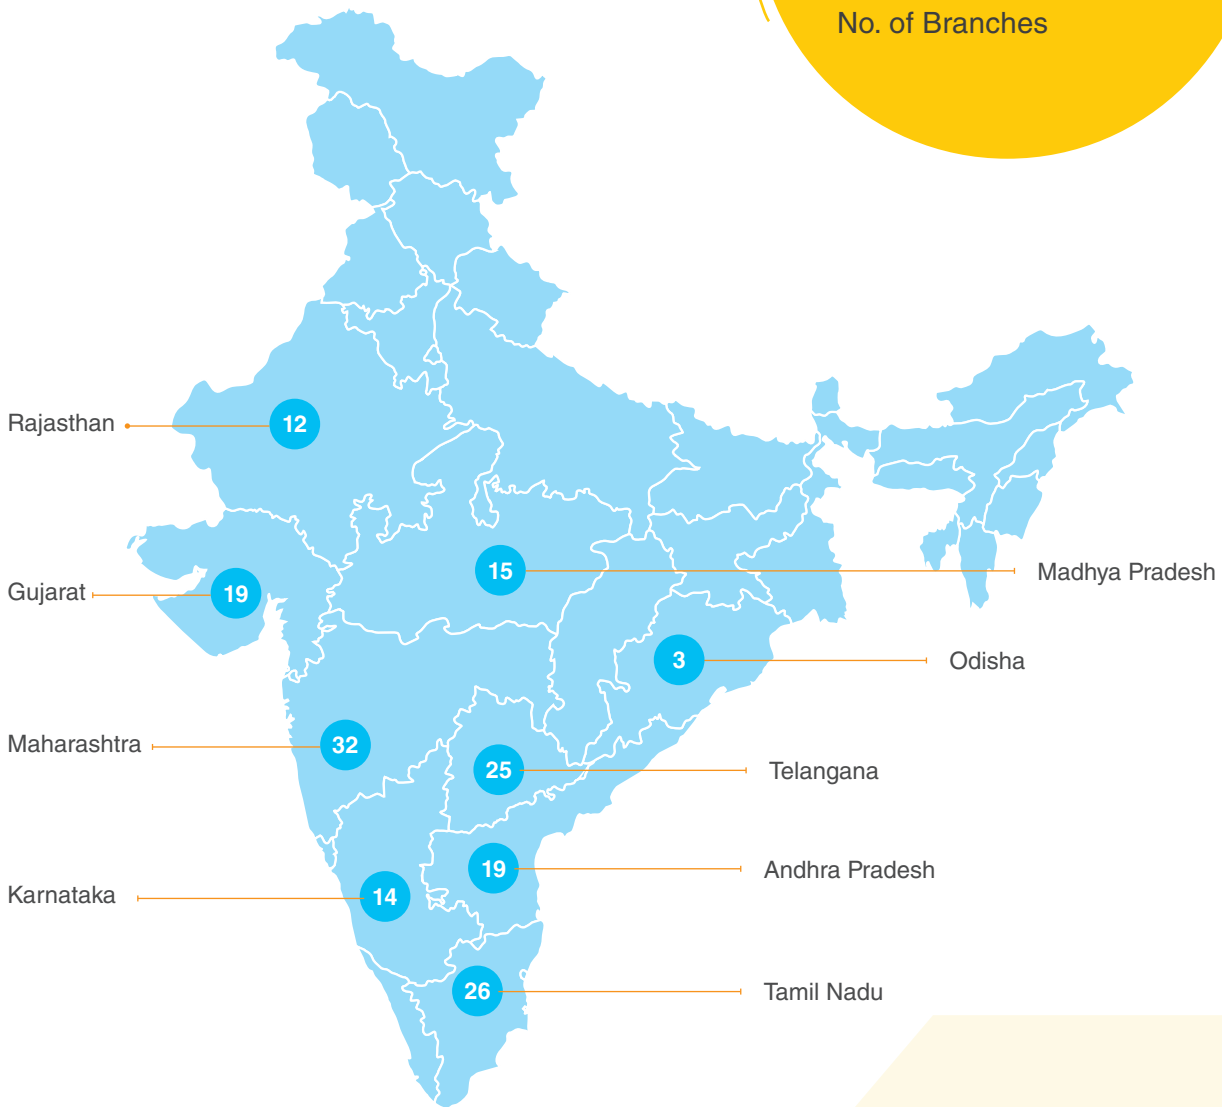 No. of Branches
Rajasthan
12
Gujarat
19
15
Madhya Pradesh
3
Odisha
Maharashtra
32
25
Telangana
19
Andhra Pradesh
Karnataka
14
26
Tamil Nadu